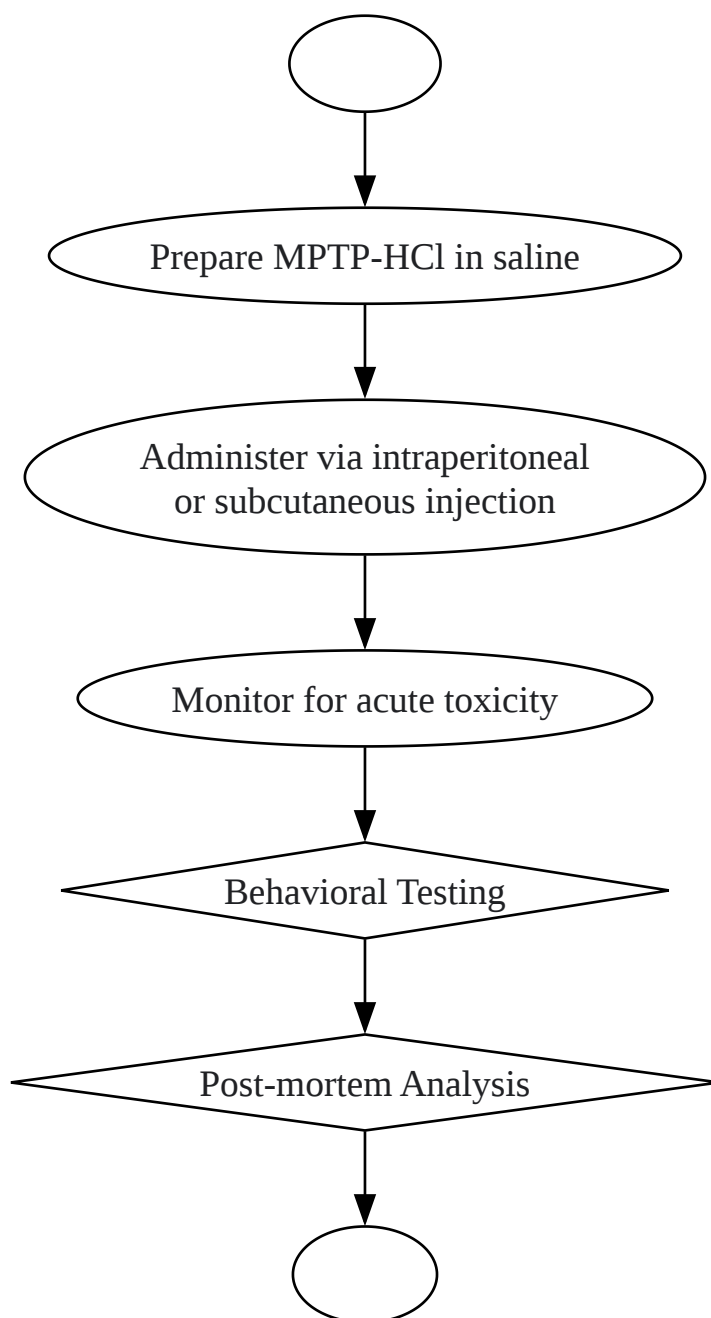 Prepare MPTP-HCl in saline
Administer via intraperitoneal
or subcutaneous injection
Monitor for acute toxicity
Behavioral Testing
Post-mortem Analysis